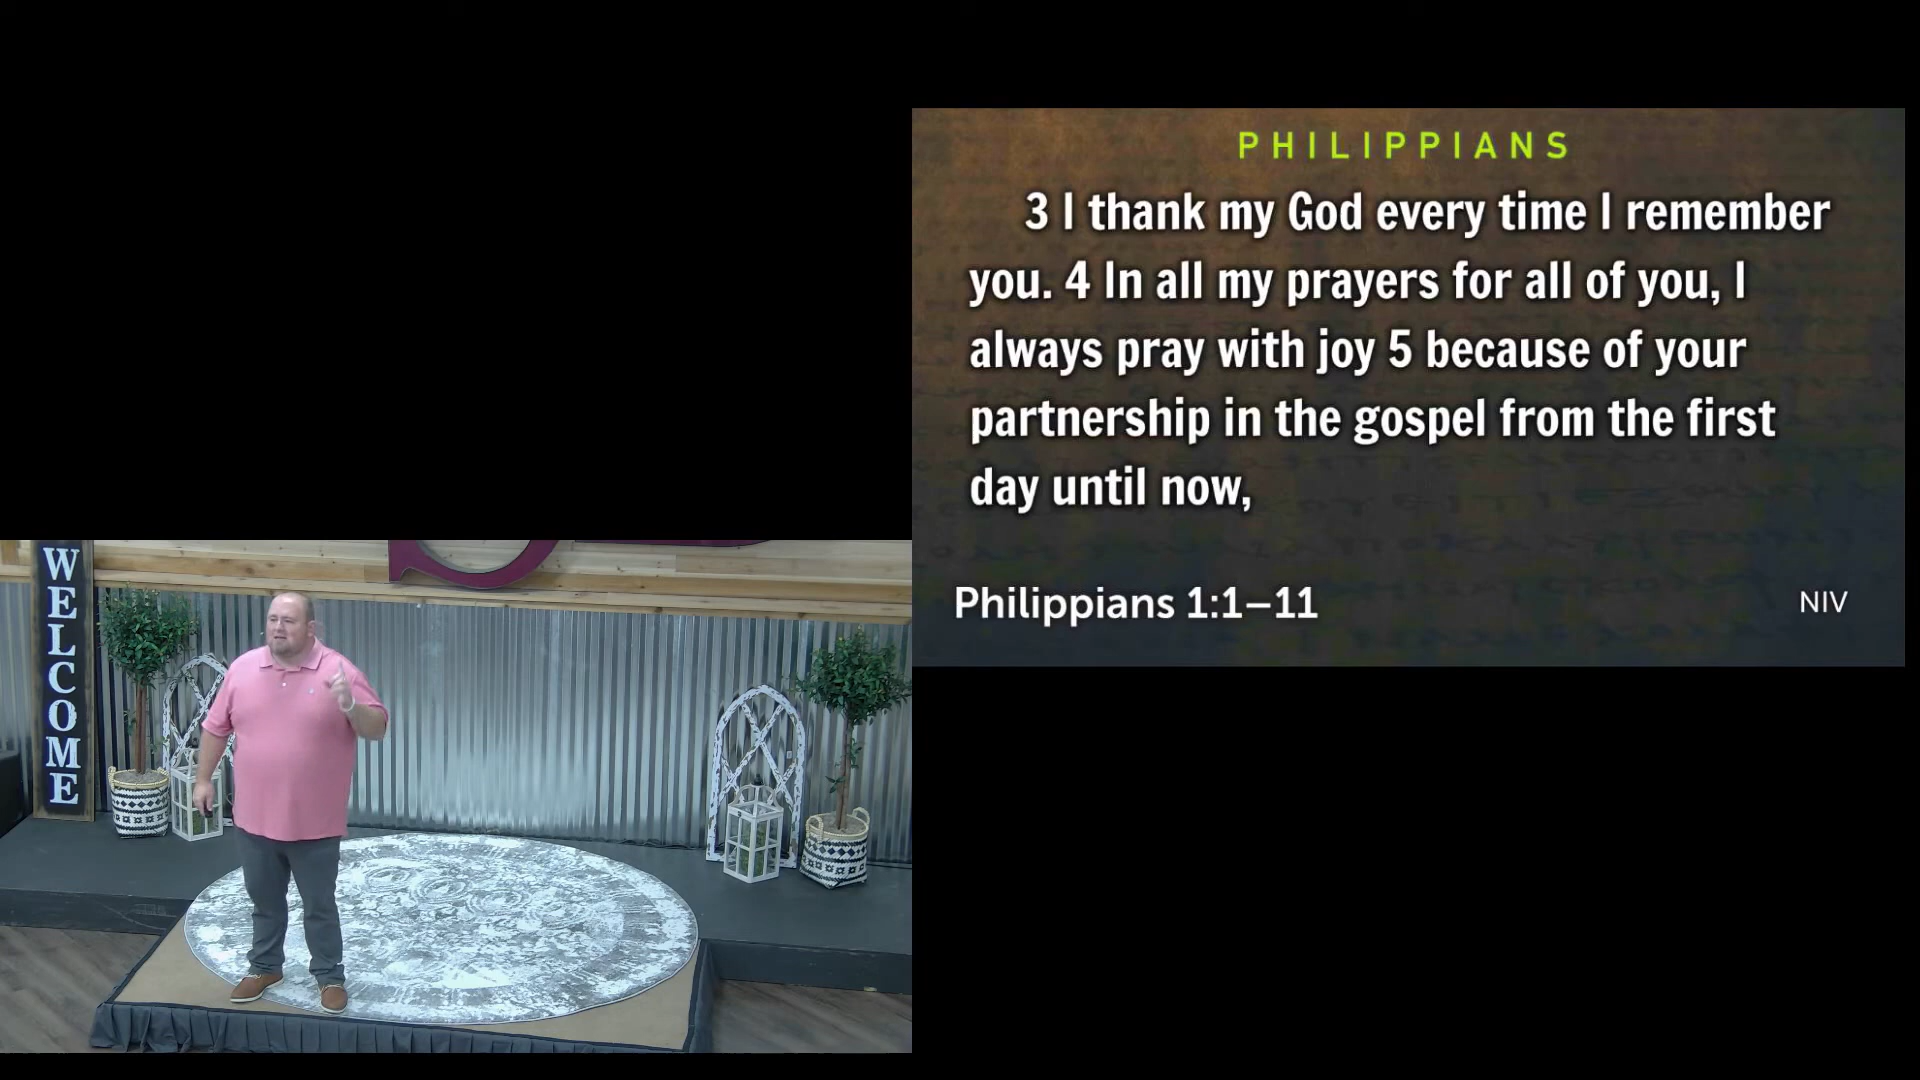 PHILIPPIANS
3 I thank my God every time I remember
you. 4 In all my prayers for all of you, I
always pray with joy 5 because of your
partnership in the gospel from the first
day until now,
Philippians 1:1–11
NIV
WELCOME